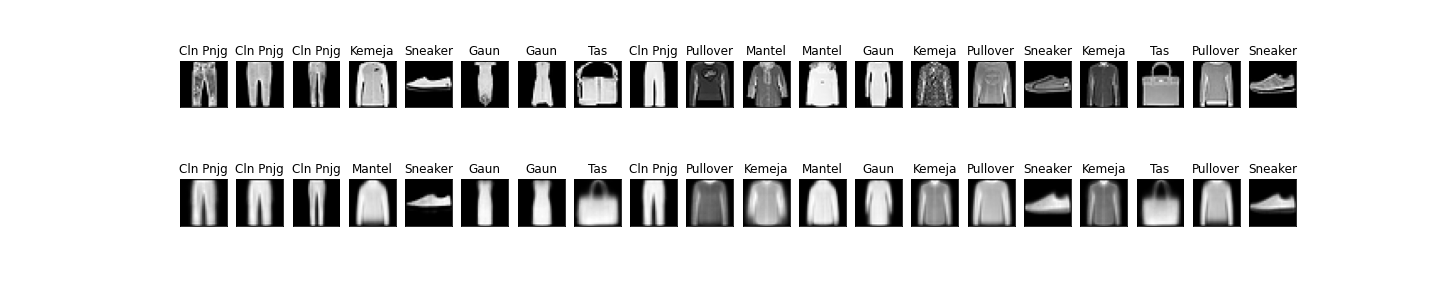 Cln Pnjg Cln Pnjg Cln Pnjg Kemeja Sneaker Gaun Gaun Tas Cln Pnjg Pullover Mantel Mantel Gaun Kemeja Pullover Sneaker Kemeja Tas Pullover Sneaker
Cln Pnjg Cln Pnjg Cln Pnjg Mantel Sneaker Gaun Gaun Tas Cln Pnjg Pullover Kemeja Mantel Gaun Kemeja Pullover Sneaker Kemeja Tas Pullover Sneaker